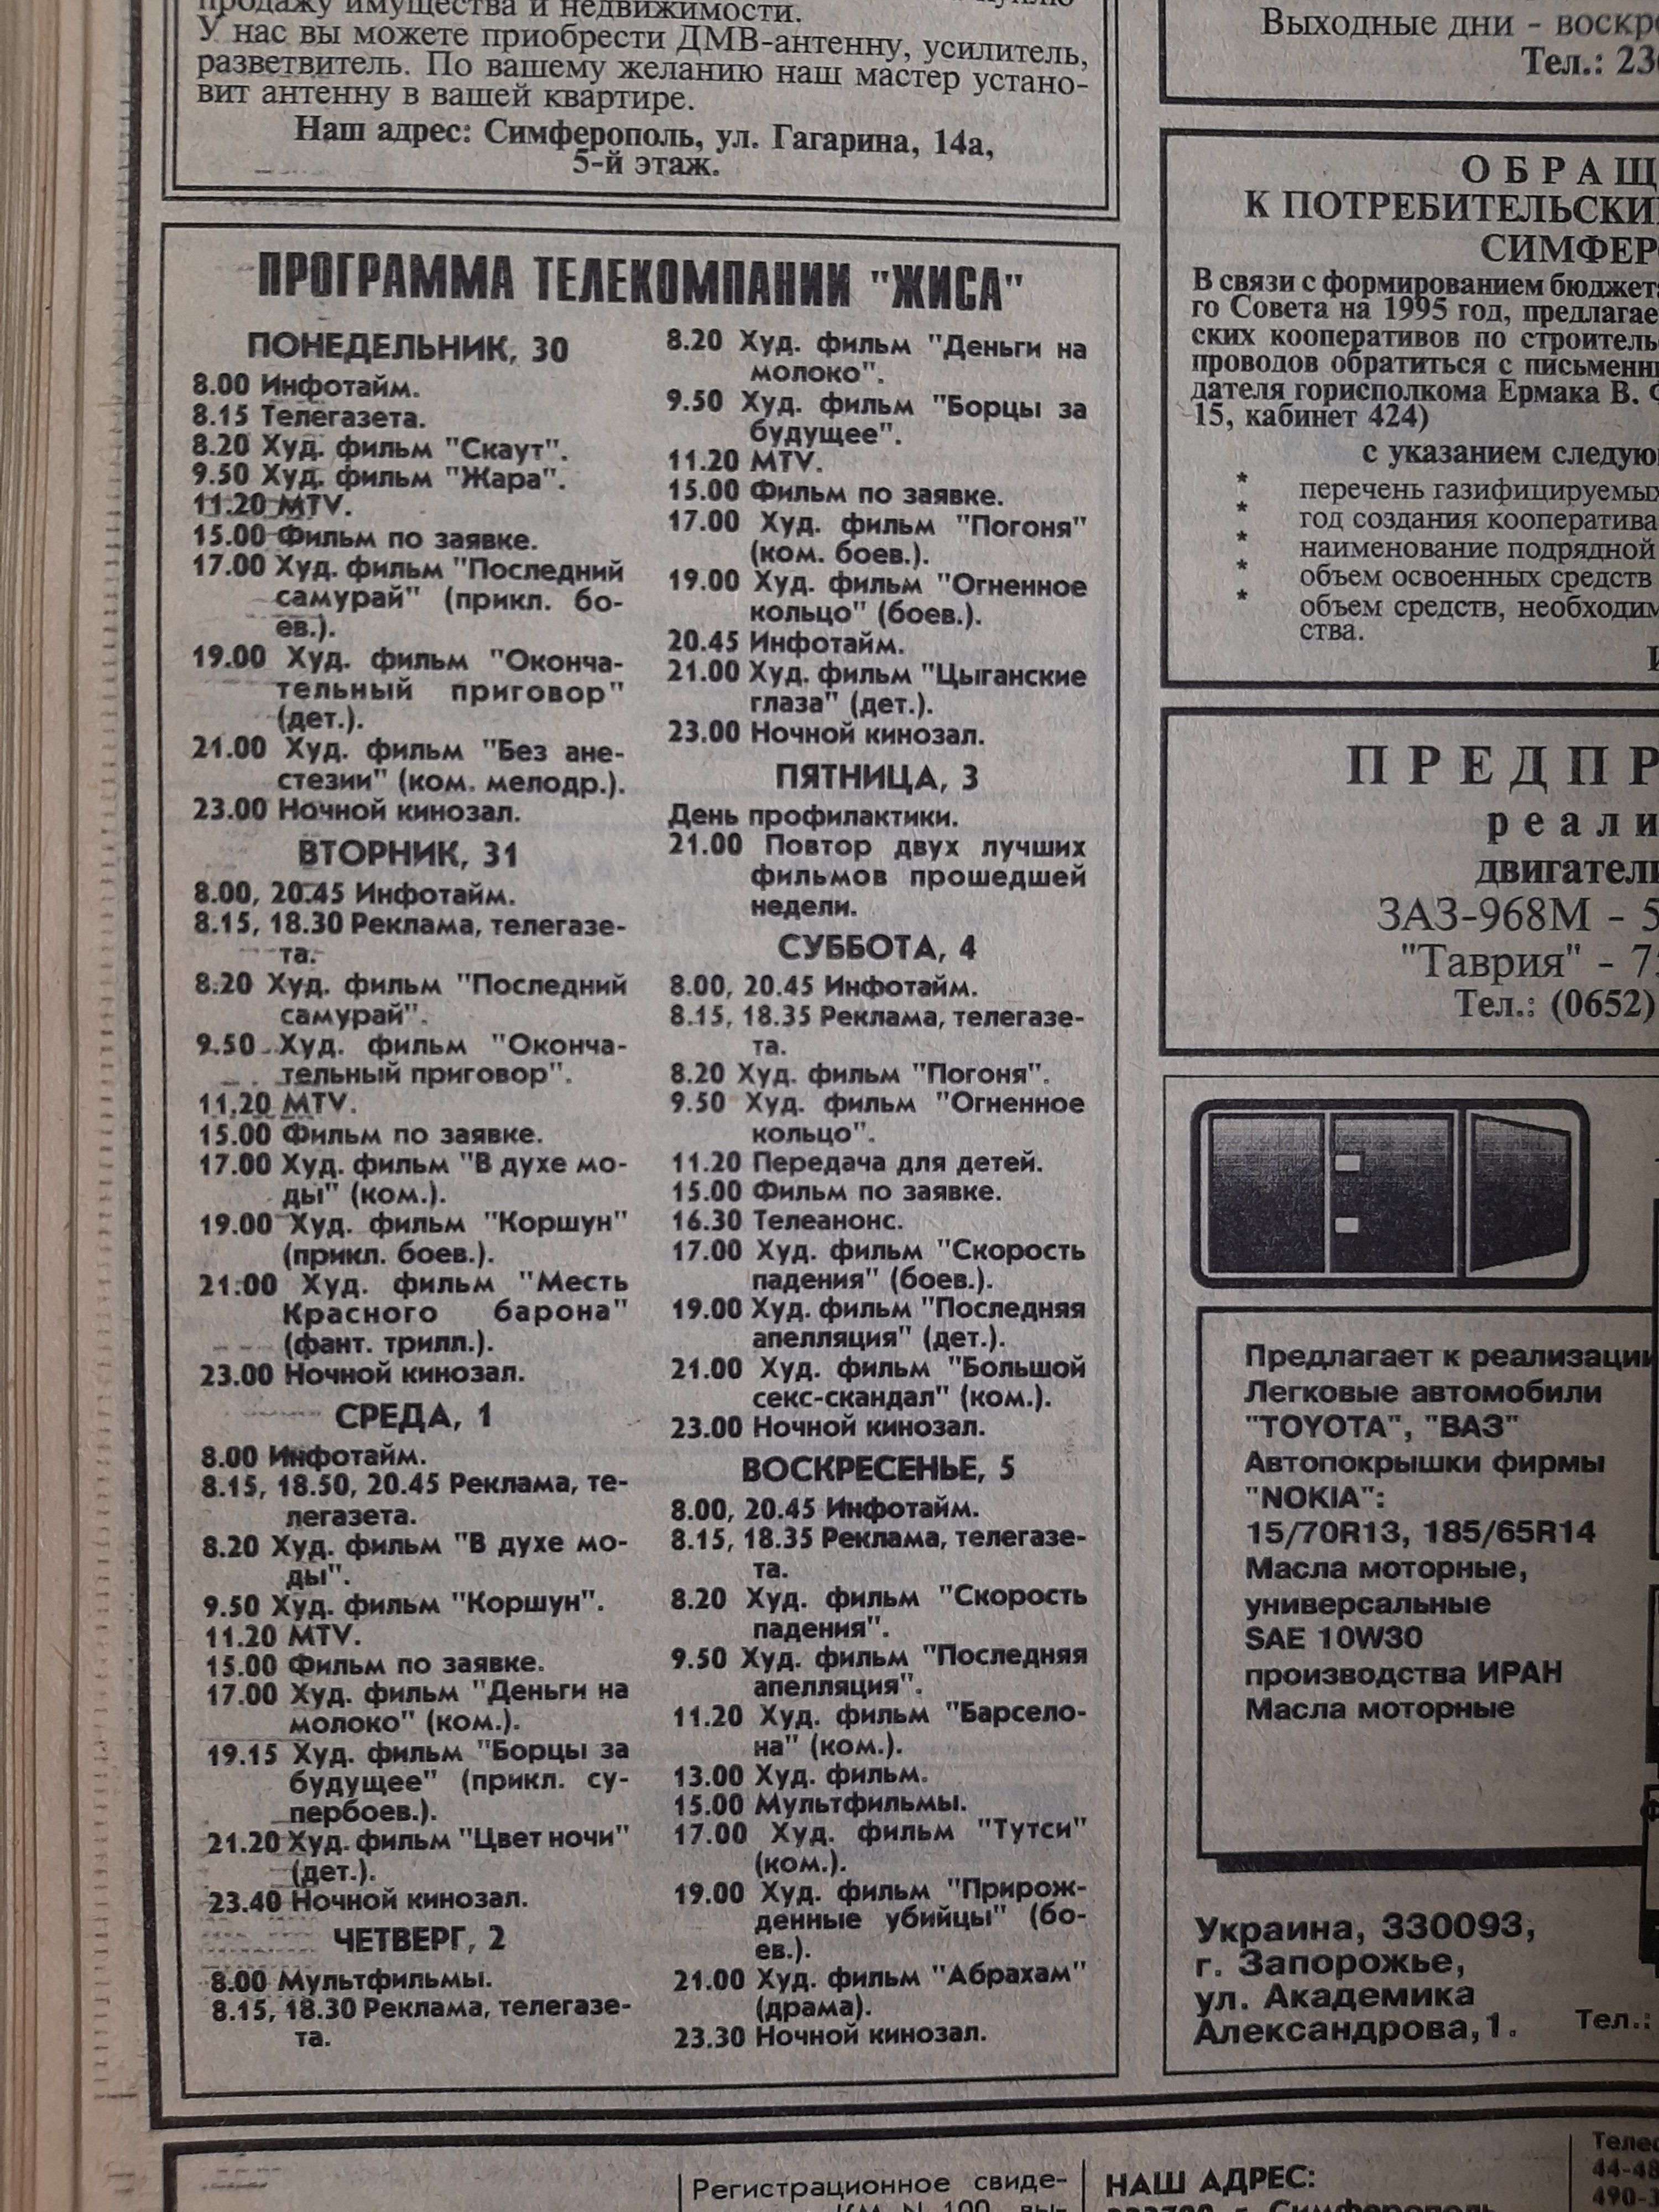 продажу имущества и недвижимости.
У нас вы можете приобрести ДМВ-антенну, усилитель,
разветвитель. По вашему желанию наш мастер устано-
вит антенну в вашей квартире.
Наш адрес: Симферополь, ул. Гагарина, 14а,
5-й этаж.
ПРОГРАММА ТЕЛЕКОМПАНИИ "ЖИСА"
ПОНЕДЕЛЬНИК, 30
8.00 Инфотайм.
8.15 Телегазета.
8.20 Худ. фильм "Скаут".
9.50 Худ. фильм "Жара".
11.20 MTV.
15.00 Фильм по заявке.
17.00 Худ. фильм "Последний
самурай" (прикл. бо-
ев.).
19.00 Худ. фильм "Оконча-
тельный приговор"
(дет.).
21.00 Худ. фильм "Без ане-
стезии" (ком. мелодр.).
23.00 Ночной кинозал.
ВТОРНИК, 31
8.00, 20.45 Инфотайм.
8.15, 18.30 Реклама, телегазе-
та.
8.20 Худ. фильм "Последний
самурай".
9.50 Худ. фильм "Оконча-
тельный приговор".
11.20 MTV.
15.00 Фильм по заявке.
17.00 Худ. фильм "В духе мо-
ды" (ком.).
19.00 Худ. фильм "Коршун"
(прикл. боев.).
21.00 Худ. фильм "Месть
Красного барона"
(фант. трилл.).
23.00 Ночной кинозал.
СРЕДА, 1
8.00 Инфотайм.
8.15, 18.50, 20.45 Реклама, те-
легазета.
8.20 Худ. фильм "В духе мо-
ды".
9.50 Худ. фильм "Коршун".
11.20 MTV.
15.00 Фильм по заявке.
17.00 Худ. фильм "Деньги на
молоко" (ком.).
19.15 Худ. фильм "Борцы за
будущее" (прикл. су-
пербоев.).
21.20 Худ. фильм "Цвет ночи"
(дет.).
23.40 Ночной кинозал.
ЧЕТВЕРГ, 2
8.00 Мультфильмы.
8.15, 18.30 Реклама, телегазе-
та.
8.20 Худ. фильм "Деньги на
молоко".
9.50 Худ. фильм "Борцы за
будущее".
11.20 MTV.
15.00 Фильм по заявке.
17.00 Худ. фильм "Погоня"
(ком. боев.).
19.00 Худ. фильм "Огненное
кольцо" (боев.).
20.45 Инфотайм.
21.00 Худ. фильм "Цыганские
глаза" (дет.).
23.00 Ночной кинозал.
ПЯТНИЦА, 3
День профилактики.
21.00 Повтор двух лучших
фильмов прошедшей
недели.
СУББОТА, 4
8.00, 20.45 Инфотайм.
8.15, 18.35 Реклама, телегазе-
та.
8.20 Худ. фильм "Погоня".
9.50 Худ. фильм "Огненное
кольцо".
11.20 Передача для детей.
15.00 Фильм по заявке.
16.30 Телеанонс.
17.00 Худ. фильм "Скорость
падения" (боев.).
19.00 Худ. фильм "Последняя
апелляция" (дет.).
21.00 Худ. фильм "Большой
секс-скандал" (ком.).
23.00 Ночной кинозал.
ВОСКРЕСЕНЬЕ, 5
8.00, 20.45 Инфотайм.
8.15, 18.35 Реклама, телегазе-
та.
8.20 Худ. фильм "Скорость
падения".
9.50 Худ. фильм "Последняя
апелляция".
11.20 Худ. фильм "Барсело-
на" (ком.).
13.00 Худ. фильм.
15.00 Мультфильмы.
17.00 Худ. фильм "Тутси"
(ком.).
19.00 Худ. фильм "Прирож-
денные убийцы" (бо-
ев.).
21.00 Худ. фильм "Абрахам"
(драма).
23.30 Ночной кинозал.
Регистрационное свиде-
Выходные дни - воскр
Тел.: 23
ОБРАЩ
К ПОТРЕБИТЕЛЬСКИ
СИМФЕР
В связи с формированием бюджет
го Совета на 1995 год, предлагае
ских кооперативов по строитель
проводов обратиться с письменн
дателя горисполкома Ермака В.
15, кабинет 424)
с указанием следую
* перечень газифицируемых
* год создания кооператива
* наименование подрядной
* объем освоенных средств
* объем средств, необходим
ства.
ПРЕДПР
реали
двигател
ЗАЗ-968М - 5
"Таврия" - 7
Тел.: (0652)
Предлагает к реализации
Легковые автомобили
"TOYOTA", "ВАЗ"
Автопокрышки фирмы
"NOKIA":
15/70R13, 185/65R14
Масла моторные,
универсальные
SAE 10W30
производства ИРАН
Масла моторные
Украина, 330093,
г. Запорожье,
ул. Академика
Александрова,1.
Тел.:
НАШ АДРЕС:
Теле
44-48